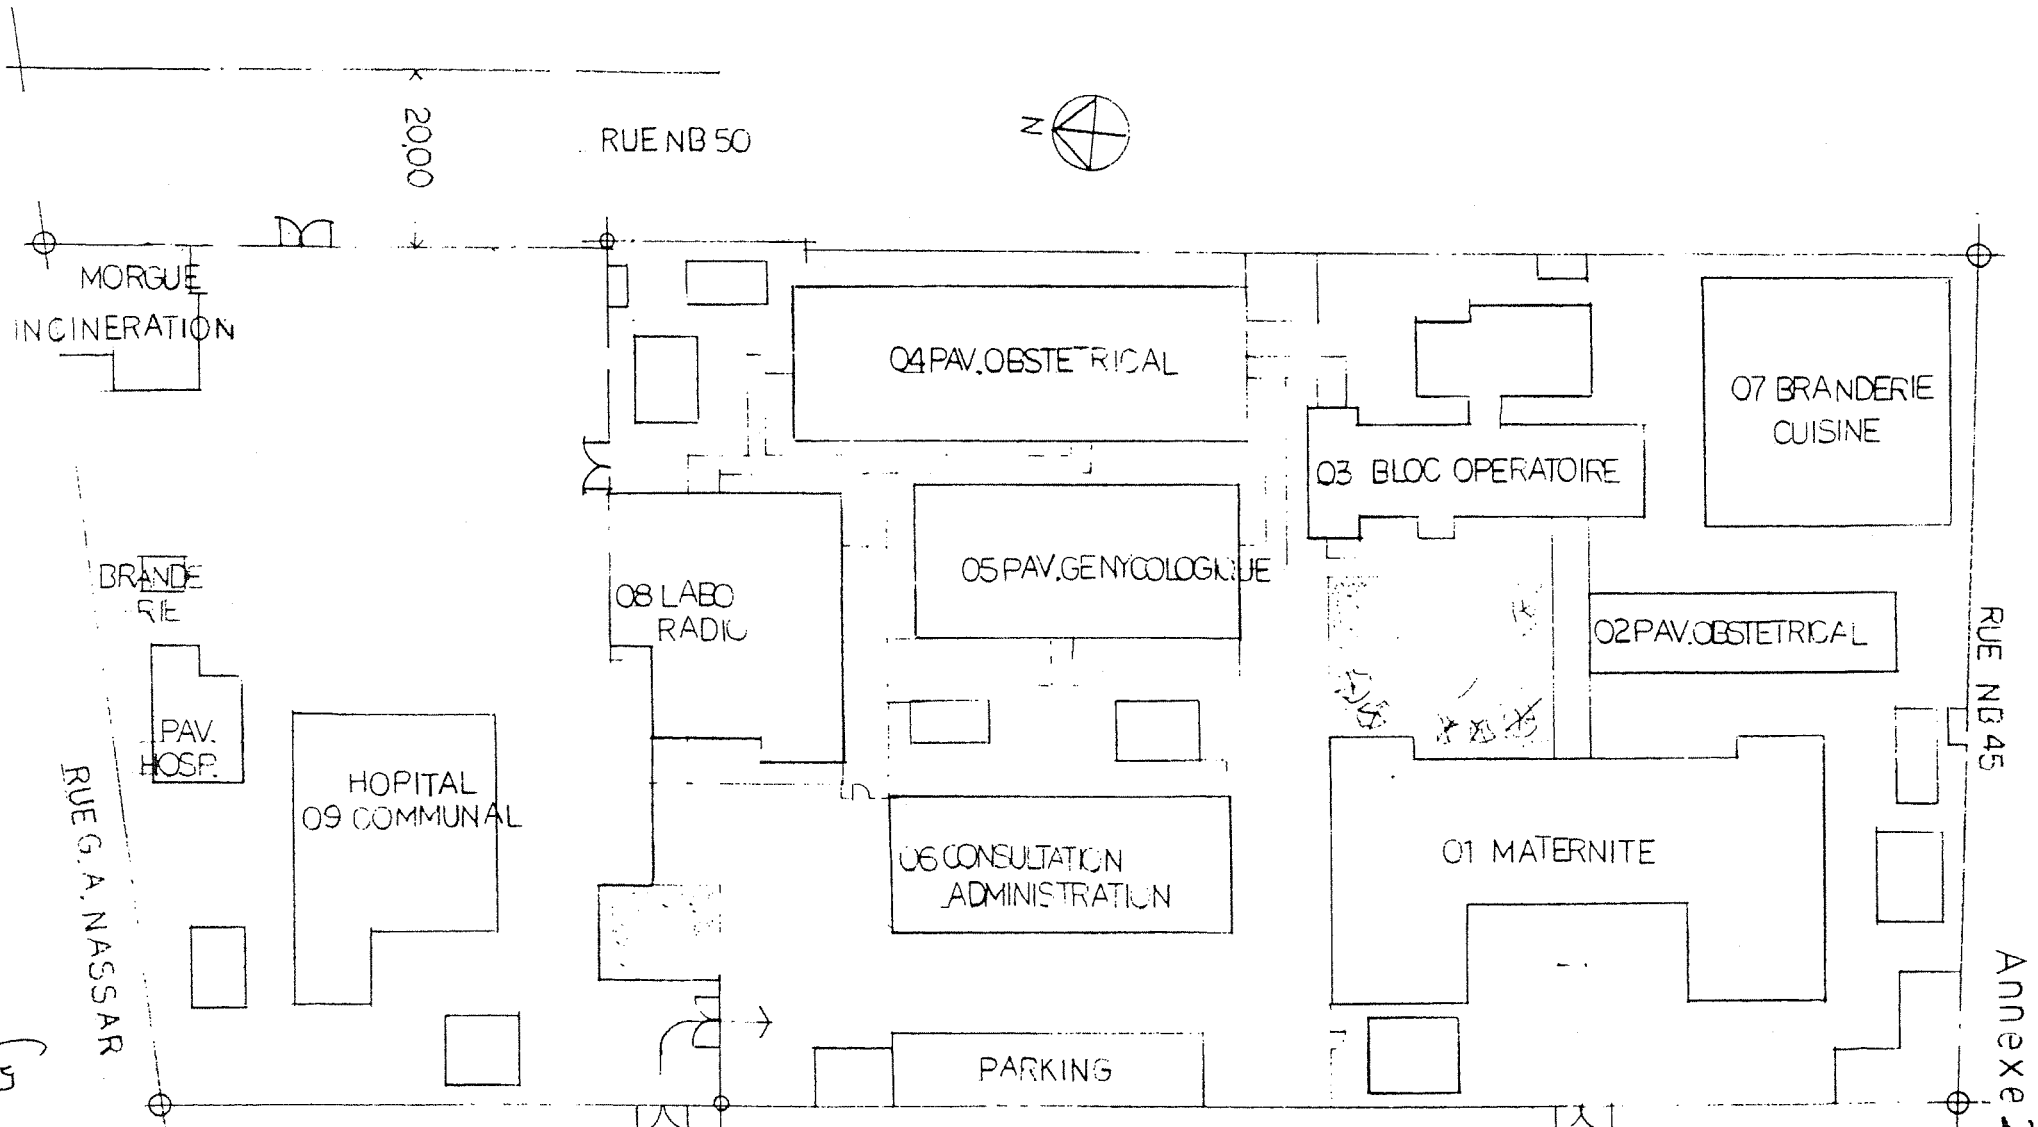 20,00
RUE NB 50
N
MORGUE
INCINERATION
04 PAV. OBSTETRICAL
07 BRANDERIE
CUISINE
03 BLOC OPERATOIRE
05 PAV. GENYCOLOGIQUE
BRANDE
RIE
08 LABO
RADIO
02 PAV. OBSTETRICAL
RUE NB 45
PAV.
HOSP.
HOPITAL
09 COMMUNAL
RUE G. A. NASSAR
06 CONSULTATION
ADMINISTRATION
01 MATERNITE
PARKING
Annexe